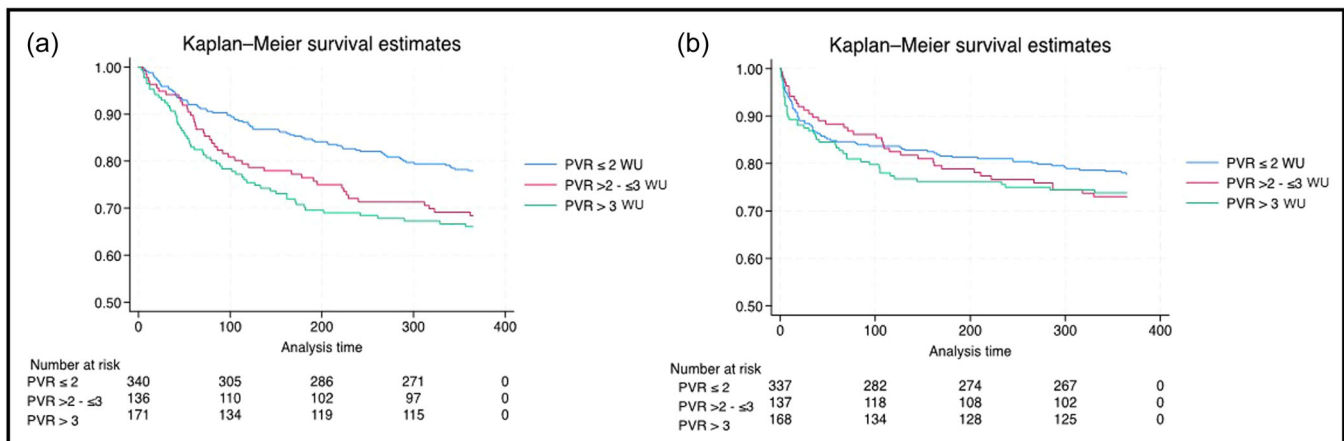 (a)
Kaplan–Meier survival estimates
1.00
0.90
0.80
0.70
0.60
0.50
0 100 200 300 400
Analysis time
PVR ≤ 2 WU
PVR >2 - ≤3 WU
PVR > 3 WU
Number at risk
PVR ≤ 2 340 305 286 271 0
PVR >2 - ≤3 136 110 102 97 0
PVR > 3 171 134 119 115 0
(b)
Kaplan–Meier survival estimates
1.00
0.90
0.80
0.70
0.60
0.50
0 100 200 300 400
Analysis time
PVR ≤ 2 WU
PVR >2 - ≤3 WU
PVR > 3 WU
Number at risk
PVR ≤ 2 337 282 274 267 0
PVR >2 - ≤3 137 118 108 102 0
PVR > 3 168 134 128 125 0